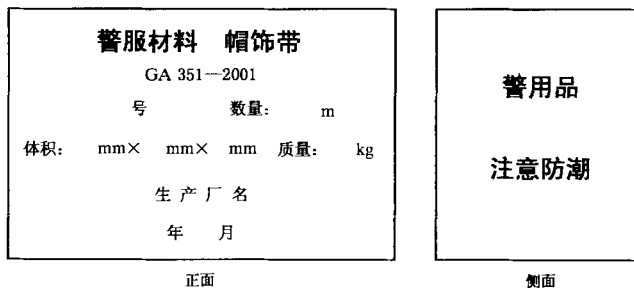 警服材料 帽饰带
GA 351—2001
号 数量： m
体积： mm× mm× mm 质量： kg
生产厂名
年 月
正面
警用品
注意防潮
侧面